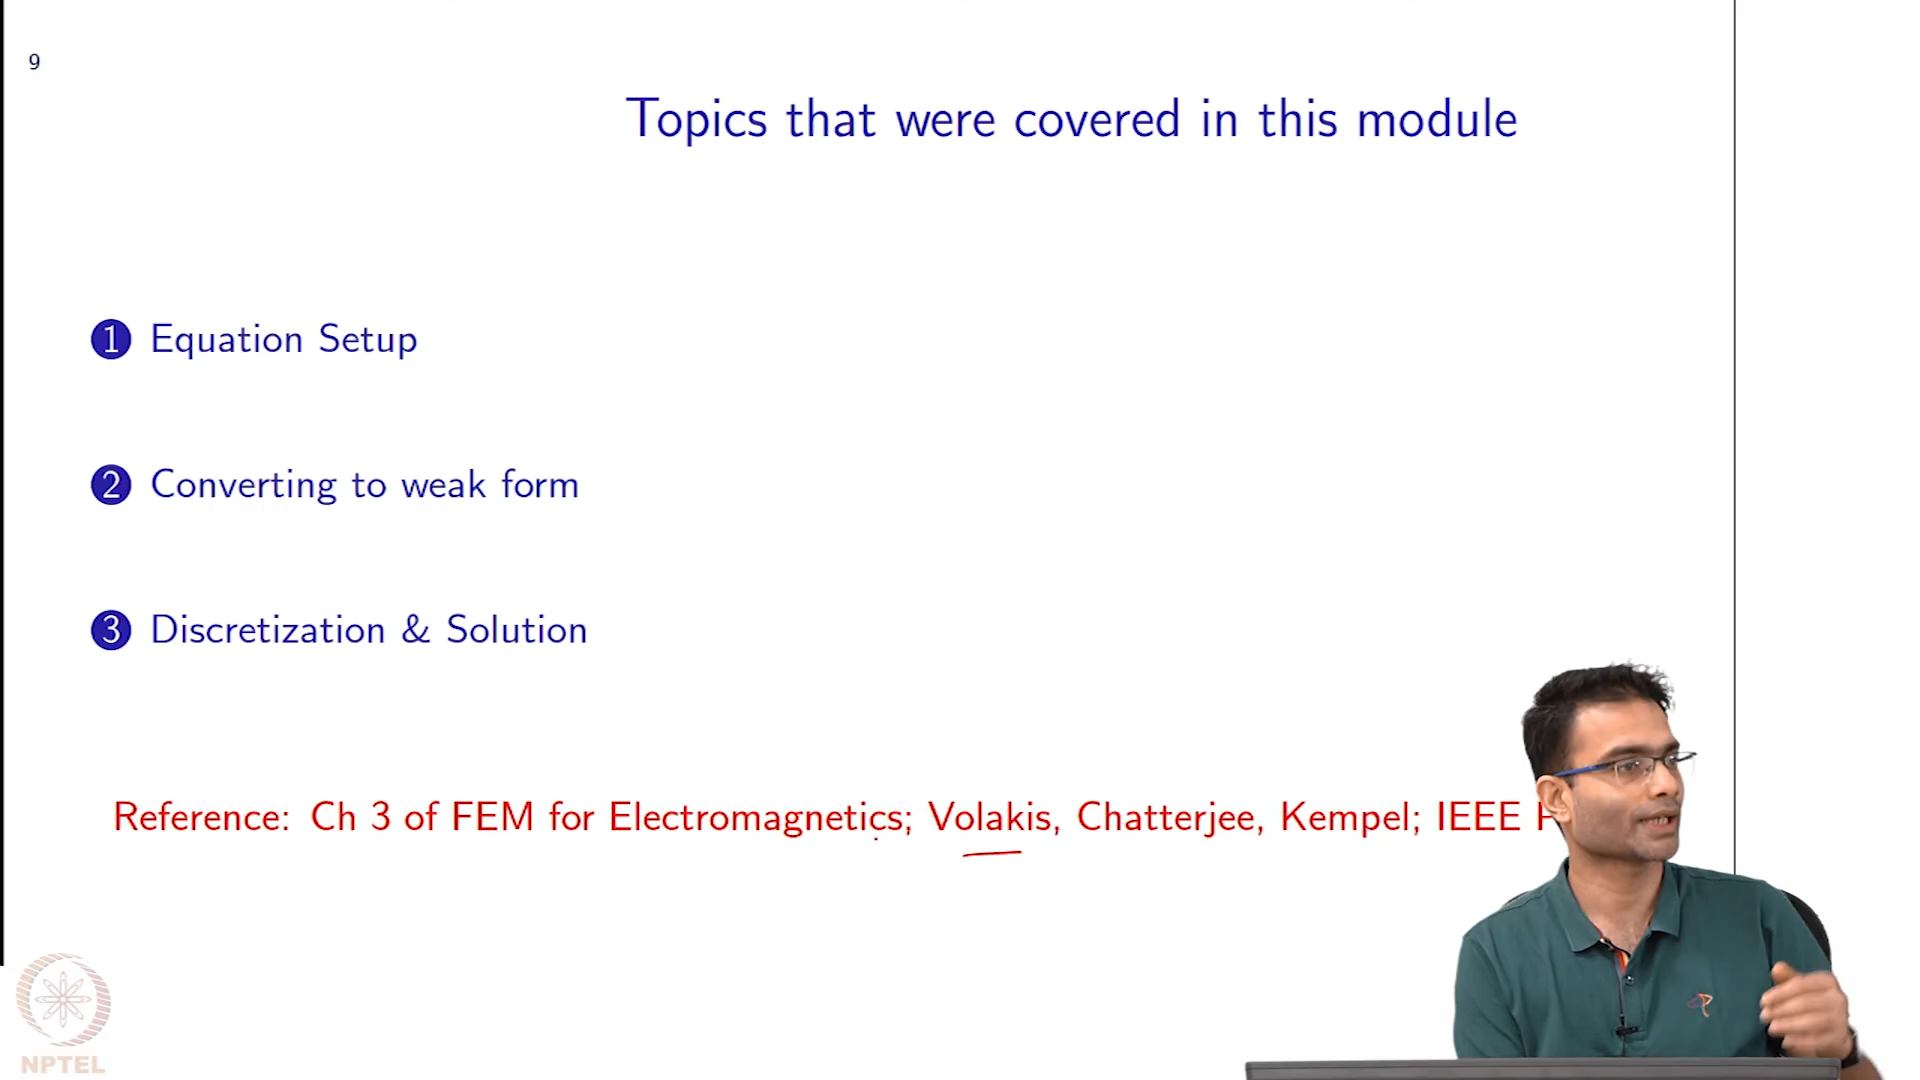 9
Topics that were covered in this module
1 Equation Setup
2 Converting to weak form
3 Discretization & Solution
Reference: Ch 3 of FEM for Electromagnetics; Volakis, Chatterjee, Kempel; IEEE
NPTEL